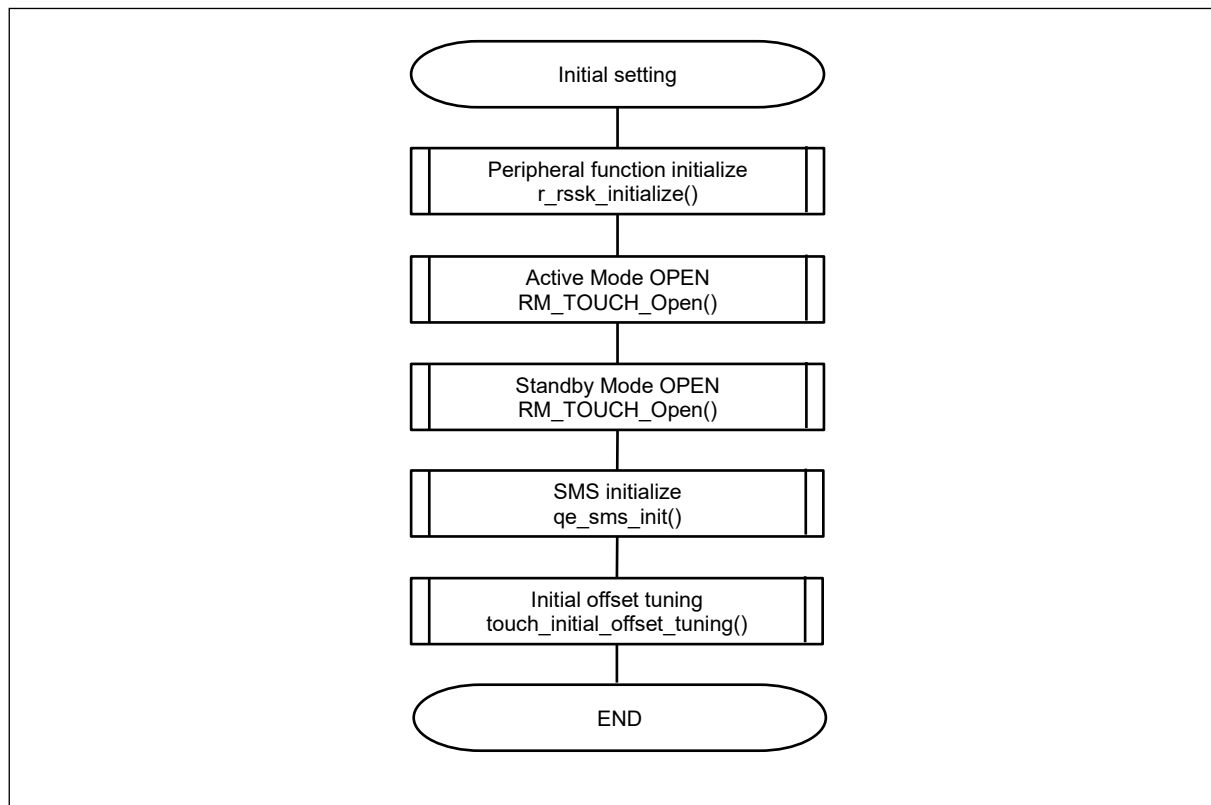 Initial setting
Peripheral function initialize
r_rssk_initialize()
Active Mode OPEN
RM_TOUCH_Open()
Standby Mode OPEN
RM_TOUCH_Open()
SMS initialize
qe_sms_init()
Initial offset tuning
touch_initial_offset_tuning()
END